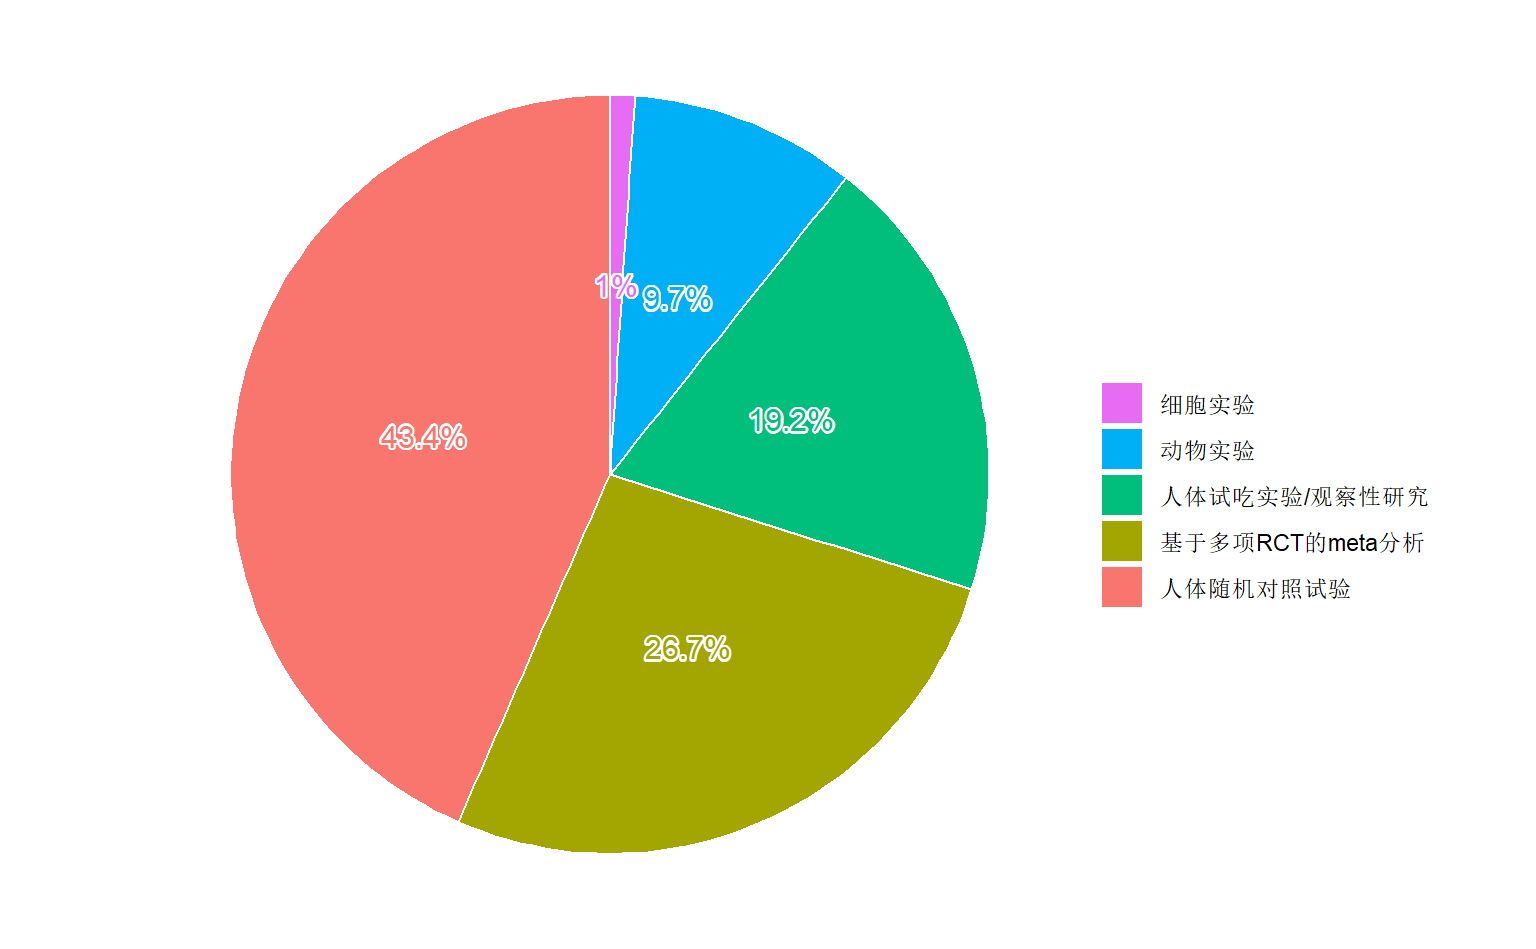 1%
9.7%
19.2%
43.4%
26.7%
细胞实验
动物实验
人体试吃实验/观察性研究
基于多项RCT的meta分析
人体随机对照试验